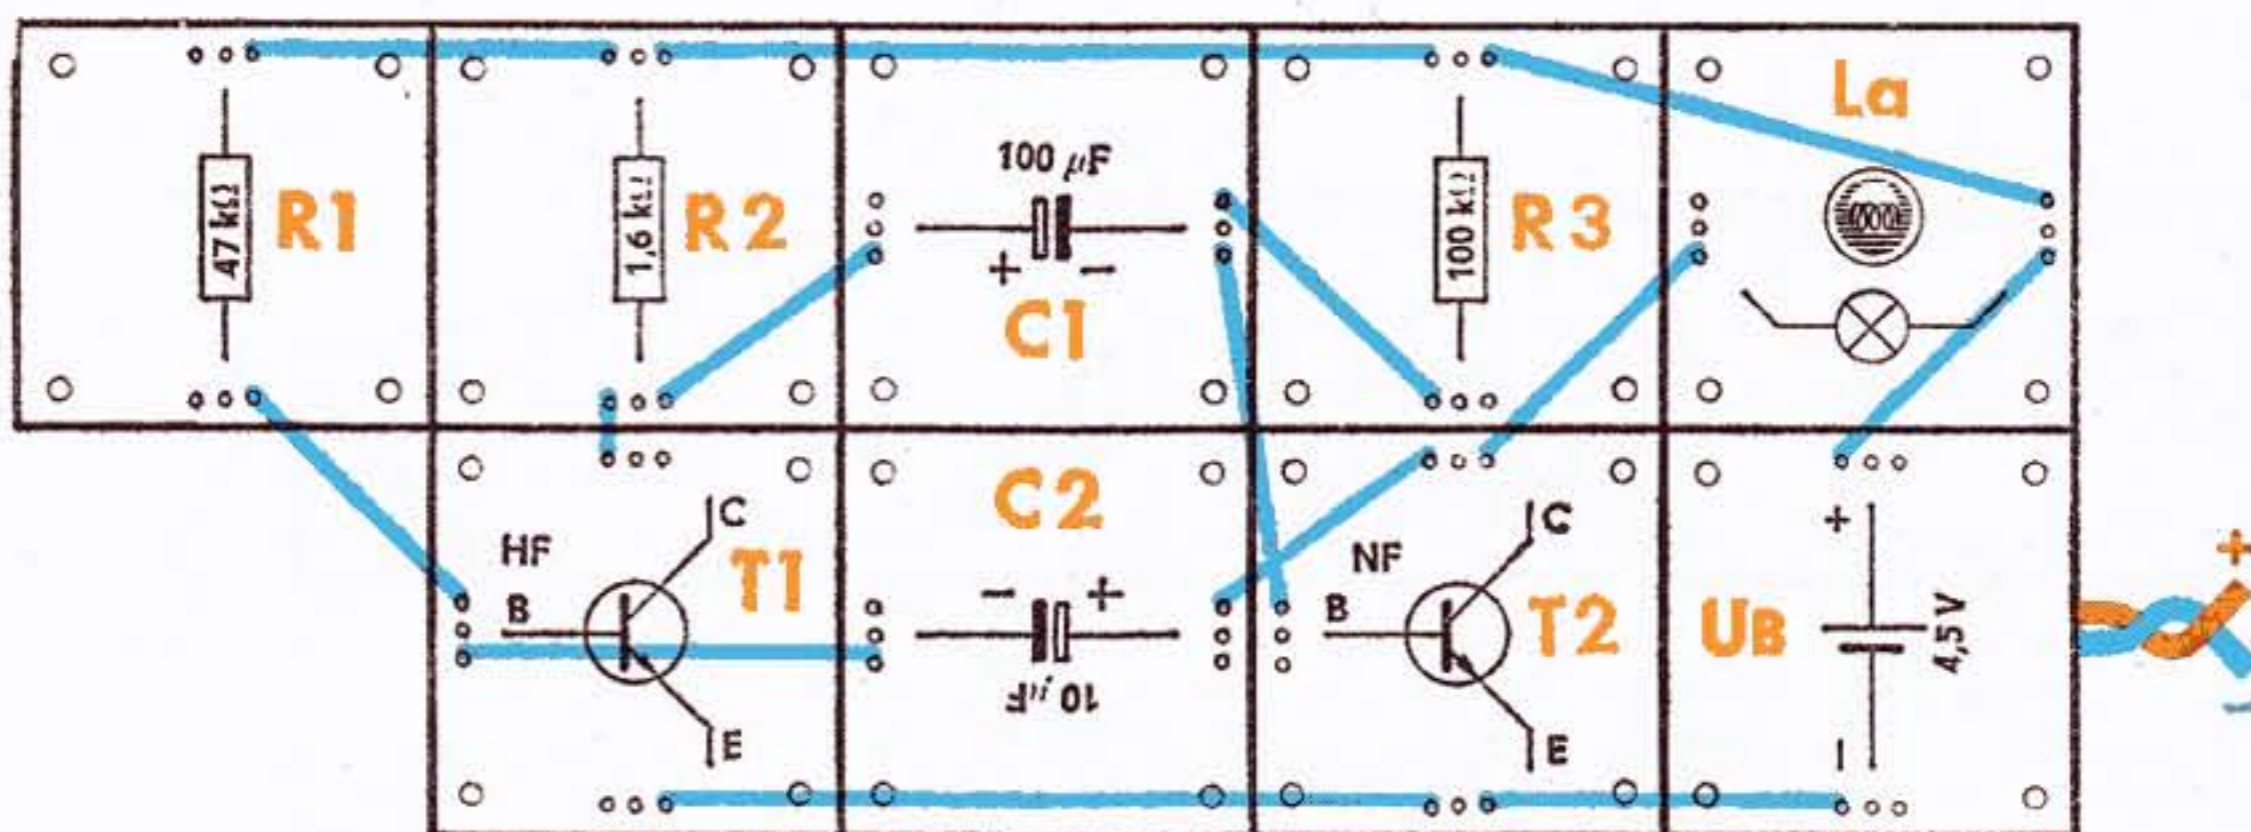 47 kΩ
R1
1,6 kΩ
R2
100 µF
+ −
C1
100 kΩ
R3
La
HF
B
C
E
T1
C2
− +
10 µF
NF
B
C
E
T2
UB
+
−
4,5V
+
−